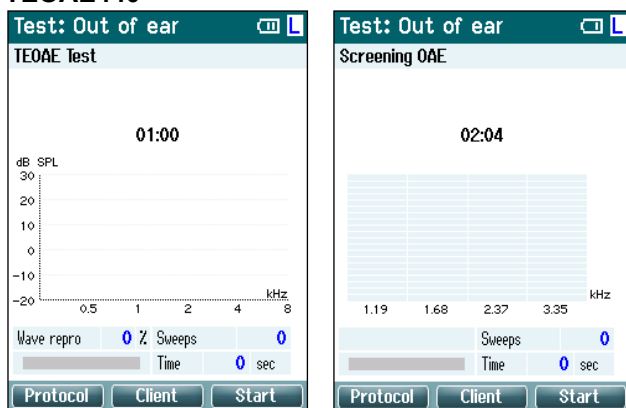 Test: Out of ear L
TEOAE Test
01:00
dB SPL
30
20
10
0
-10
-20
kHz
0.5 1 2 4 8
Wave repro 0 % Sweeps 0
Time 0 sec
Protocol Client Start
Test: Out of ear L
Screening OAE
02:04
kHz
1.19 1.68 2.37 3.35
Sweeps 0
Time 0 sec
Protocol Client Start